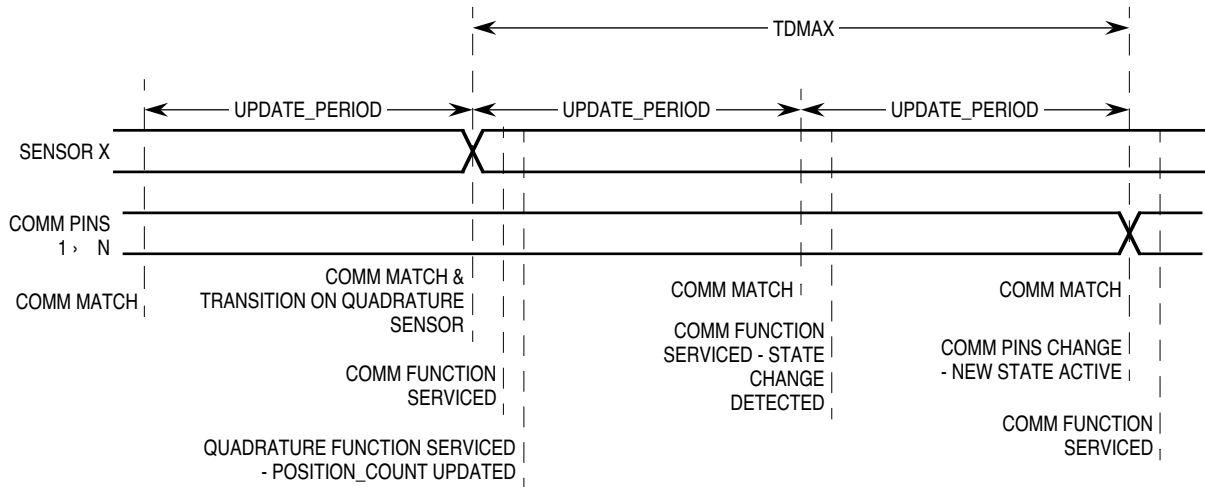 TDMAX
UPDATE_PERIOD
UPDATE_PERIOD
UPDATE_PERIOD
SENSOR X
COMM PINS
1 › N
COMM MATCH
COMM MATCH &
TRANSITION ON QUADRATURE
SENSOR
COMM FUNCTION
SERVICED
QUADRATURE FUNCTION SERVICED
- POSITION_COUNT UPDATED
COMM MATCH
COMM FUNCTION
SERVICED - STATE
CHANGE
DETECTED
COMM MATCH
COMM PINS CHANGE
- NEW STATE ACTIVE
COMM FUNCTION
SERVICED